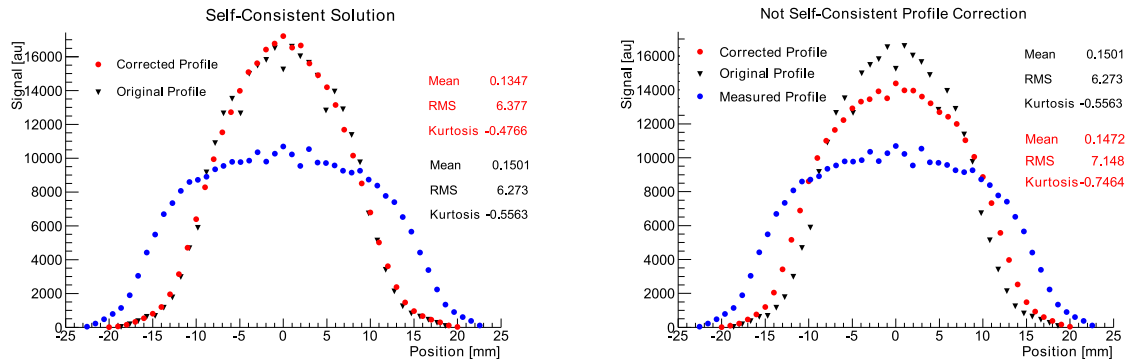 Self-Consistent Solution
Signal [au]
16000
14000
12000
10000
8000
6000
4000
2000
0
Corrected Profile
Original Profile
Mean 0.1347
RMS 6.377
Kurtosis -0.4766
Mean 0.1501
RMS 6.273
Kurtosis -0.5563
-25 -20 -15 -10 -5 0 5 10 15 20 25
Position [mm]
Not Self-Consistent Profile Correction
Signal [au]
16000
14000
12000
10000
8000
6000
4000
2000
0
Corrected Profile
Original Profile
Measured Profile
Mean 0.1501
RMS 6.273
Kurtosis -0.5563
Mean 0.1472
RMS 7.148
Kurtosis -0.7464
-25 -20 -15 -10 -5 0 5 10 15 20 25
Position [mm]